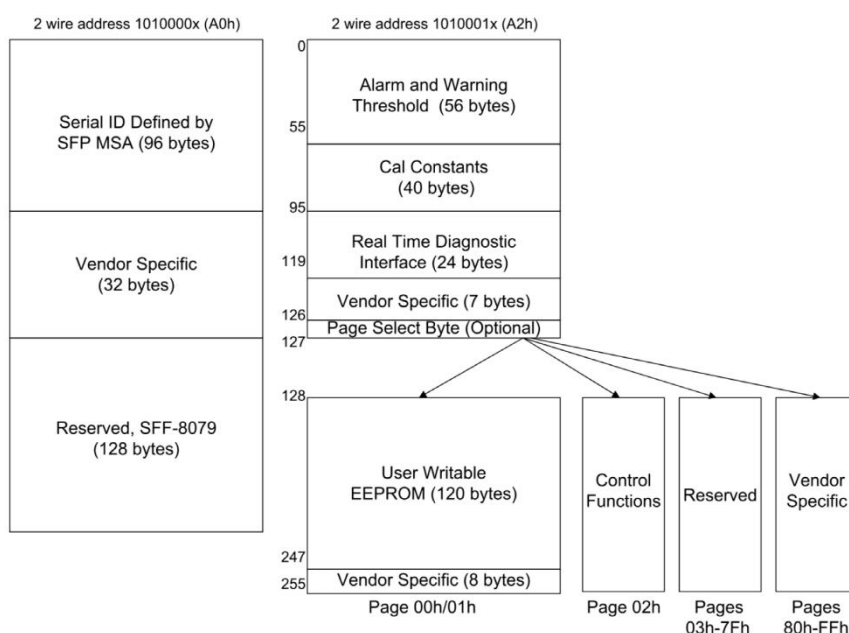 2 wire address 1010000x (A0h)
Serial ID Defined by
SFP MSA (96 bytes)
Vendor Specific
(32 bytes)
Reserved, SFF-8079
(128 bytes)
2 wire address 1010001x (A2h)
0
Alarm and Warning
Threshold (56 bytes)
55
Cal Constants
(40 bytes)
95
Real Time Diagnostic
Interface (24 bytes)
119
Vendor Specific (7 bytes)
126
Page Select Byte (Optional)
127
128
User Writable
EEPROM (120 bytes)
247
Vendor Specific (8 bytes)
255
Page 00h/01h
Control
Functions
Page 02h
Reserved
Pages
03h-7Fh
Vendor
Specific
Pages
80h-FFh